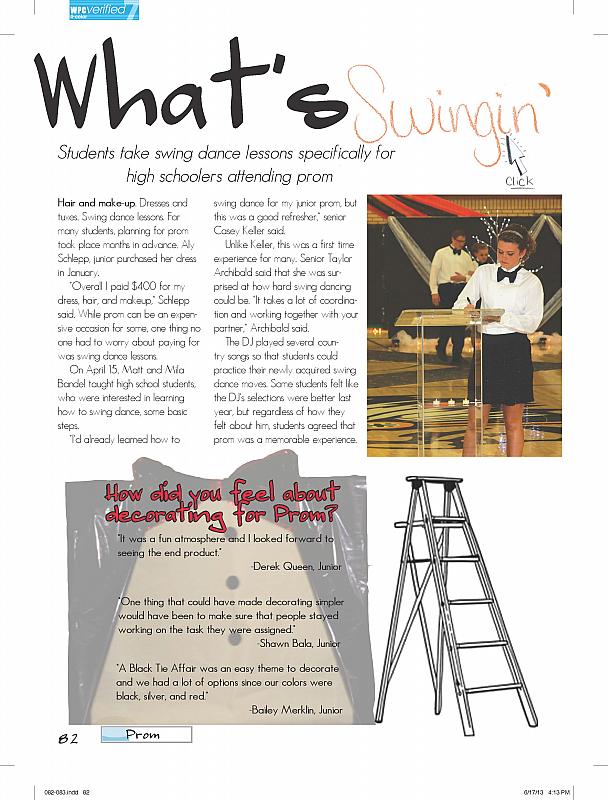 WPC verified 7
4-color
What's Swingin'
Click
Students take swing dance lessons specifically for
high schoolers attending prom
Hair and make-up. Dresses and
tuxes. Swing dance lessons. For
many students, planning for prom
took place months in advance. Ally
Schlepp, junior purchased her dress
in January.
"Overall I paid $400 for my
dress, hair, and makeup," Schlepp
said. While prom can be an expen-
sive occasion for some, one thing no
one had to worry about paying for
was swing dance lessons.
On April 15, Matt and Mila
Bandel taught high school students,
who were interested in learning
how to swing dance, some basic
steps.
"I'd already learned how to
swing dance for my junior prom, but
this was a good refresher," senior
Casey Keller said.
Unlike Keller, this was a first time
experience for many. Senior Taylor
Archibald said that she was sur-
prised at how hard swing dancing
could be. "It takes a lot of coordina-
tion and working together with your
partner," Archibald said.
The DJ played several coun-
try songs so that students could
practice their newly acquired swing
dance moves. Some students felt like
the DJ's selections were better last
year, but regardless of how they
felt about him, students agreed that
prom was a memorable experience.
How did you feel about
decorating for Prom?
"It was a fun atmosphere and I looked forward to
seeing the end product."
-Derek Queen, Junior
"One thing that could have made decorating simpler
would have been to make sure that people stayed
working on the task they were assigned."
-Shawn Bala, Junior
"A Black Tie Affair was an easy theme to decorate
and we had a lot of options since our colors were
black, silver, and red."
-Bailey Merklin, Junior
82 Prom
082-083.indd 82
6/17/13 4:13 PM